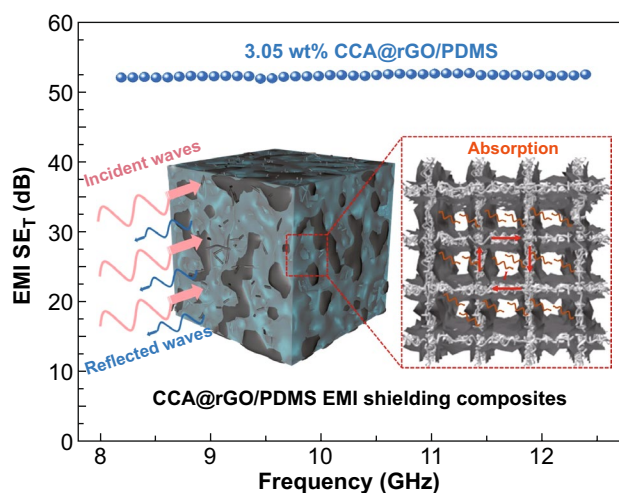 60
50
40
30
20
10
0
EMI SE_T (dB)
3.05 wt% CCA@rGO/PDMS
Incident waves
Reflected waves
Absorption
CCA@rGO/PDMS EMI shielding composites
8 9 10 11 12
Frequency (GHz)